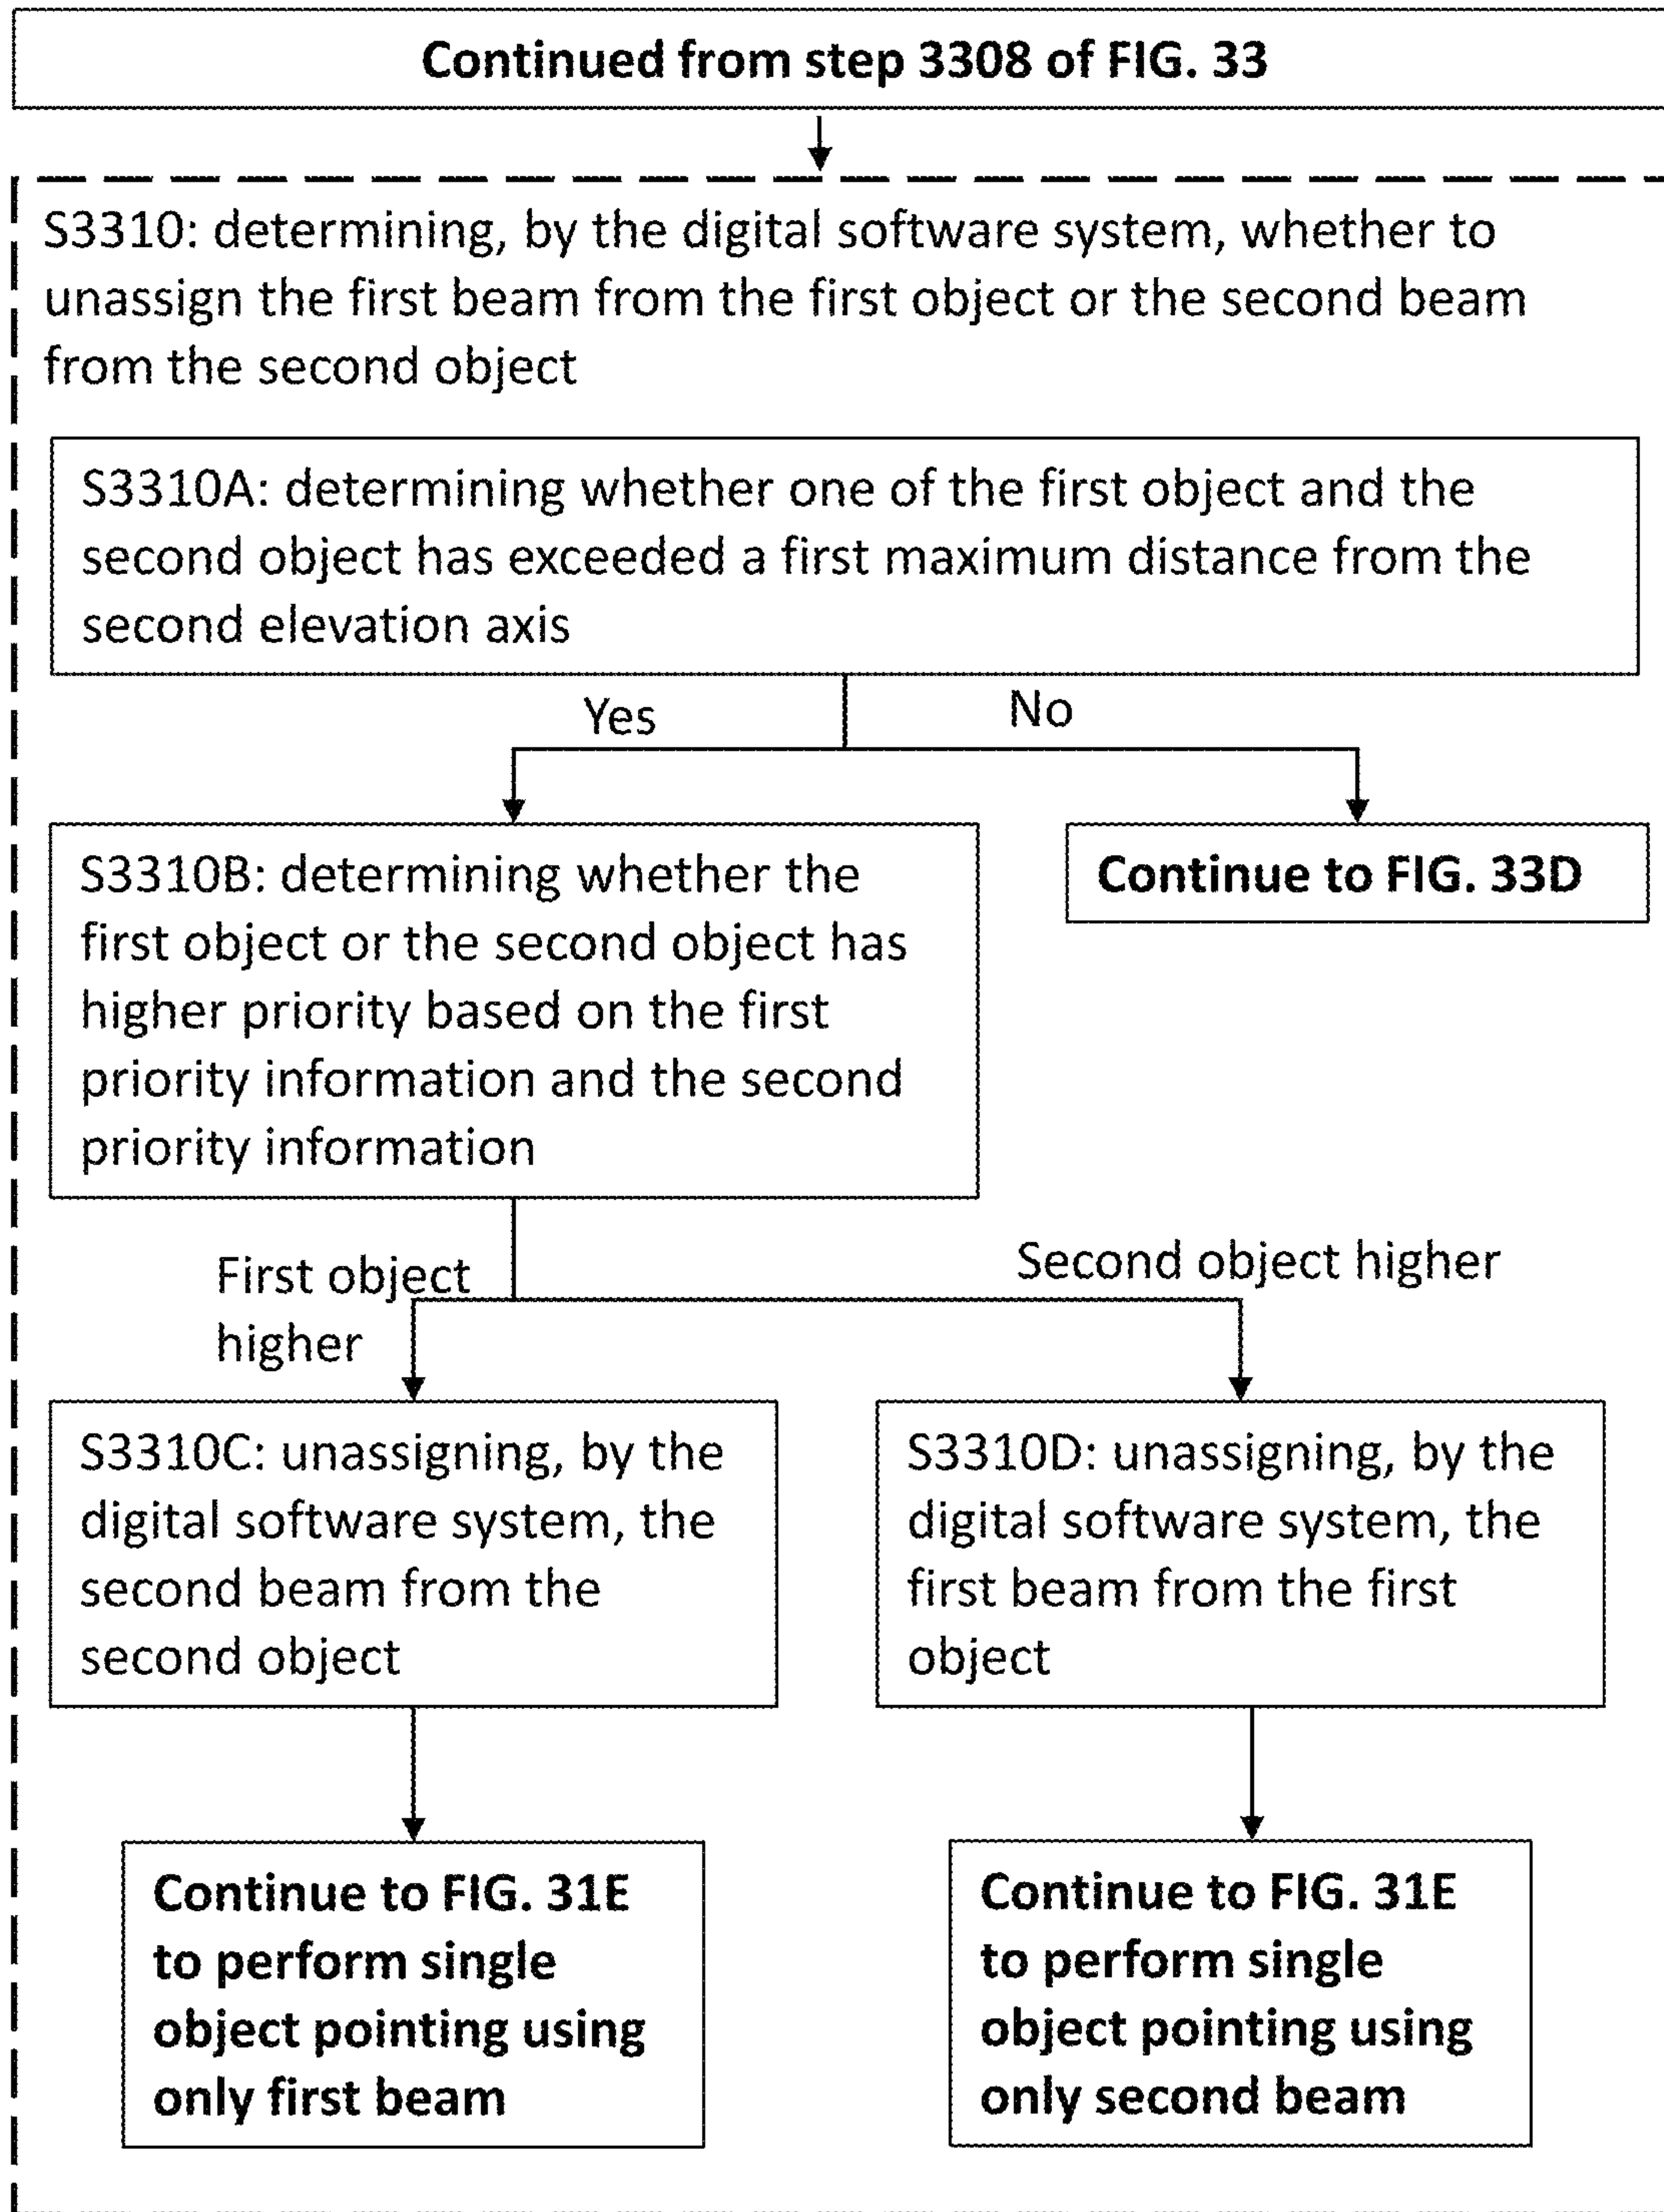 Continued from step 3308 of FIG. 33
S3310: determining, by the digital software system, whether to
unassign the first beam from the first object or the second beam
from the second object
S3310A: determining whether one of the first object and the
second object has exceeded a first maximum distance from the
second elevation axis
Yes
No
S3310B: determining whether the
first object or the second object has
higher priority based on the first
priority information and the second
priority information
Continue to FIG. 33D
First object
higher
Second object higher
S3310C: unassigning, by the
digital software system, the
second beam from the
second object
S3310D: unassigning, by the
digital software system, the
first beam from the first
object
Continue to FIG. 31E
to perform single
object pointing using
only first beam
Continue to FIG. 31E
to perform single
object pointing using
only second beam